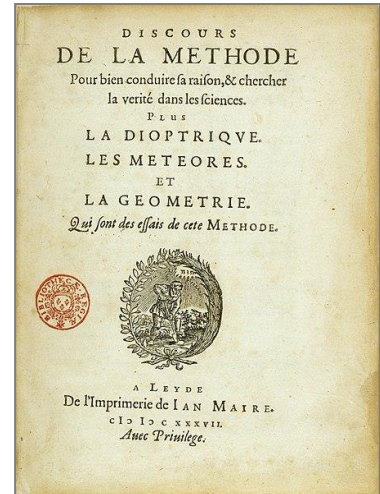 DISCOURS
DE LA METHODE
Pour bien conduire ſa raiſon, & chercher
la verité dans les ſciences.
PLUS
LA DIOPTRIQVE.
LES METEORES.
ET
LA GEOMETRIE.
Qui ſont des eſſais de cete METHODE.
A LEYDE
De l'Imprimerie de IAN MAIRE.
cIↄ Iↄ c XXXVII.
Auec Priuilege.